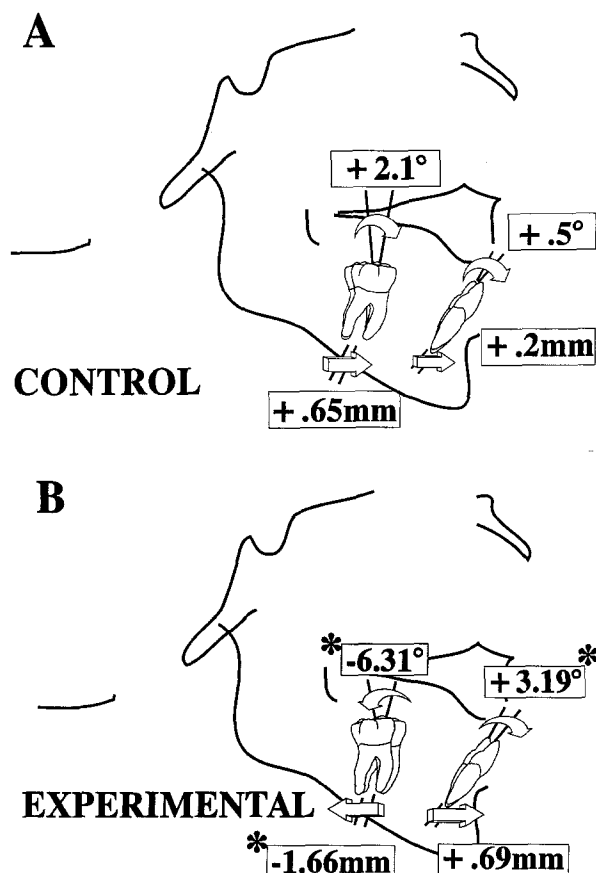 A
+ 2.1°
+ .5°
+ .2mm
CONTROL
+ .65mm
B
* -6.31°
+ 3.19° *
EXPERIMENTAL
* -1.66mm
+ .69mm